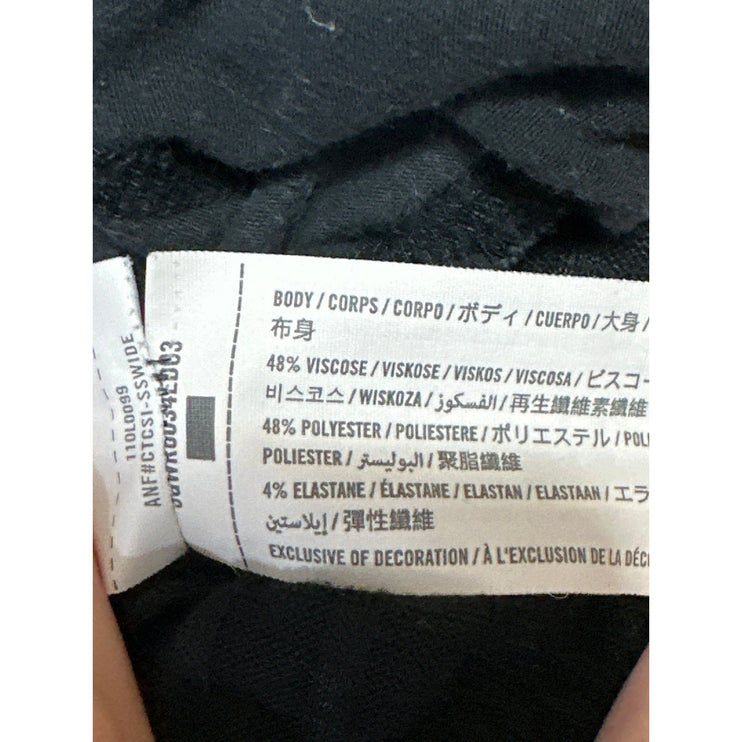 BODY / CORPS / CORPO / ボディ / CUERPO / 大身 /
布身
48% VISCOSE / VISKOSE / VISKOS / VISCOSA / ビスコー
비스코스 / WISKOZA / الفسكوز / 再生纖維素纖維
48% POLYESTER / POLIESTERE / ポリエステル / POLI
POLIESTER / البوليستر / 聚脂纖維
4% ELASTANE / ÉLASTANE / ELASTAN / ELASTAAN / エラ
إيلاستين / 彈性纖維
EXCLUSIVE OF DECORATION / À L'EXCLUSION DE LA DÉCO
110L0099
ANF#CTCSI-SSWIDE